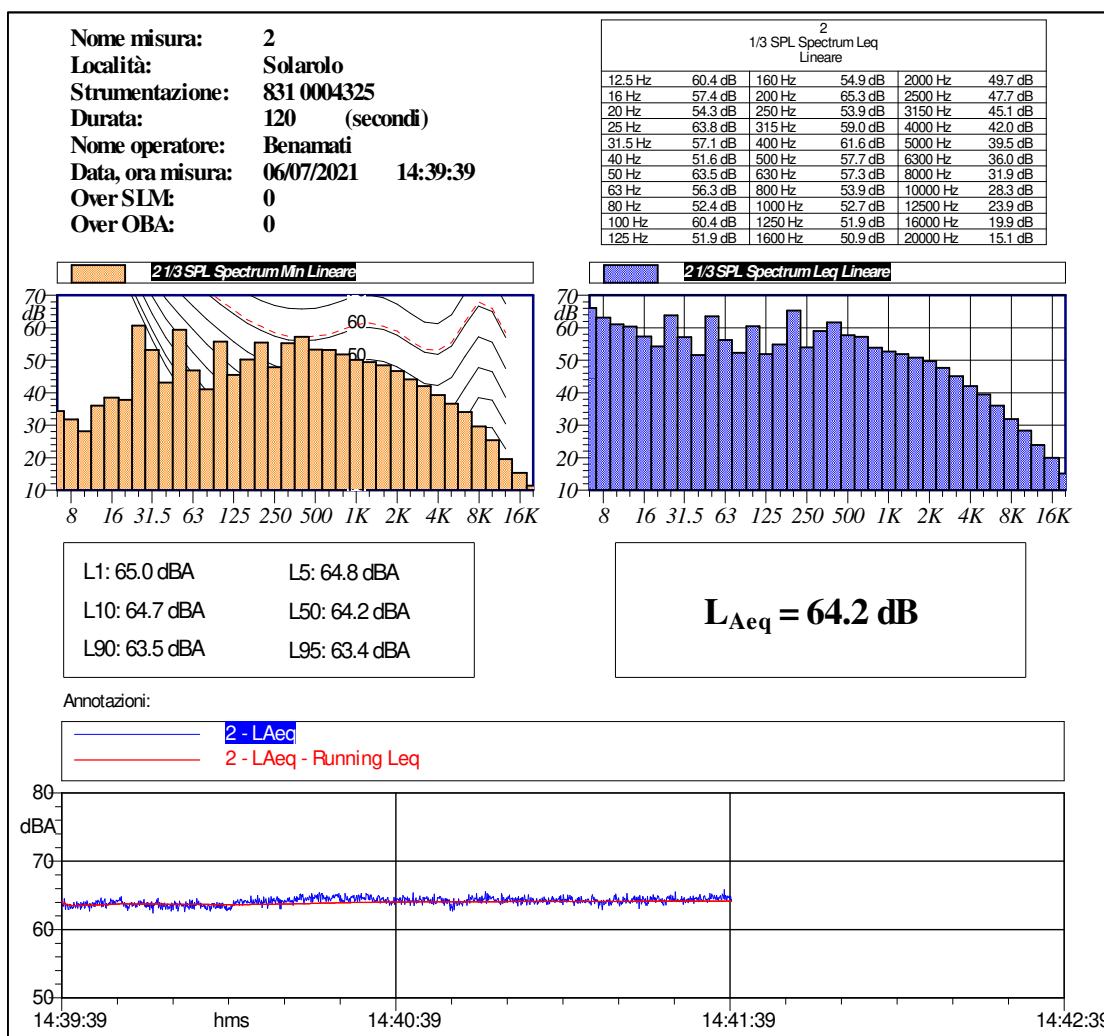 Nome misura: 2
Località: Solarolo
Strumentazione: 831 0004325
Durata: 120 (secondi)
Nome operatore: Benamati
Data, ora misura: 06/07/2021 14:39:39
Over SLM: 0
Over OBA: 0
2
1/3 SPL Spectrum Leq
Lineare
12.5 Hz 60.4 dB 160 Hz 54.9 dB 2000 Hz 49.7 dB
16 Hz 57.4 dB 200 Hz 65.3 dB 2500 Hz 47.7 dB
20 Hz 54.3 dB 250 Hz 53.9 dB 3150 Hz 45.1 dB
25 Hz 63.8 dB 315 Hz 59.0 dB 4000 Hz 42.0 dB
31.5 Hz 57.1 dB 400 Hz 61.6 dB 5000 Hz 39.5 dB
40 Hz 51.6 dB 500 Hz 57.7 dB 6300 Hz 36.0 dB
50 Hz 63.5 dB 630 Hz 57.3 dB 8000 Hz 31.9 dB
63 Hz 56.3 dB 800 Hz 53.9 dB 10000 Hz 28.3 dB
80 Hz 52.4 dB 1000 Hz 52.7 dB 12500 Hz 23.9 dB
100 Hz 60.4 dB 1250 Hz 51.9 dB 16000 Hz 19.9 dB
125 Hz 51.9 dB 1600 Hz 50.9 dB 20000 Hz 15.1 dB
2 1/3 SPL Spectrum Min Lineare
70
dB
60
50
40
30
20
10
60
50
8 16 31.5 63 125 250 500 1K 2K 4K 8K 16K
2 1/3 SPL Spectrum Leq Lineare
70
dB
60
50
40
30
20
10
8 16 31.5 63 125 250 500 1K 2K 4K 8K 16K
L1: 65.0 dBA L5: 64.8 dBA
L10: 64.7 dBA L50: 64.2 dBA
L90: 63.5 dBA L95: 63.4 dBA
LAeq = 64.2 dB
Annotazioni:
2 - LAeq
2 - LAeq - Running Leq
80
dBA
70
60
50
14:39:39 hms 14:40:39 14:41:39 14:42:39